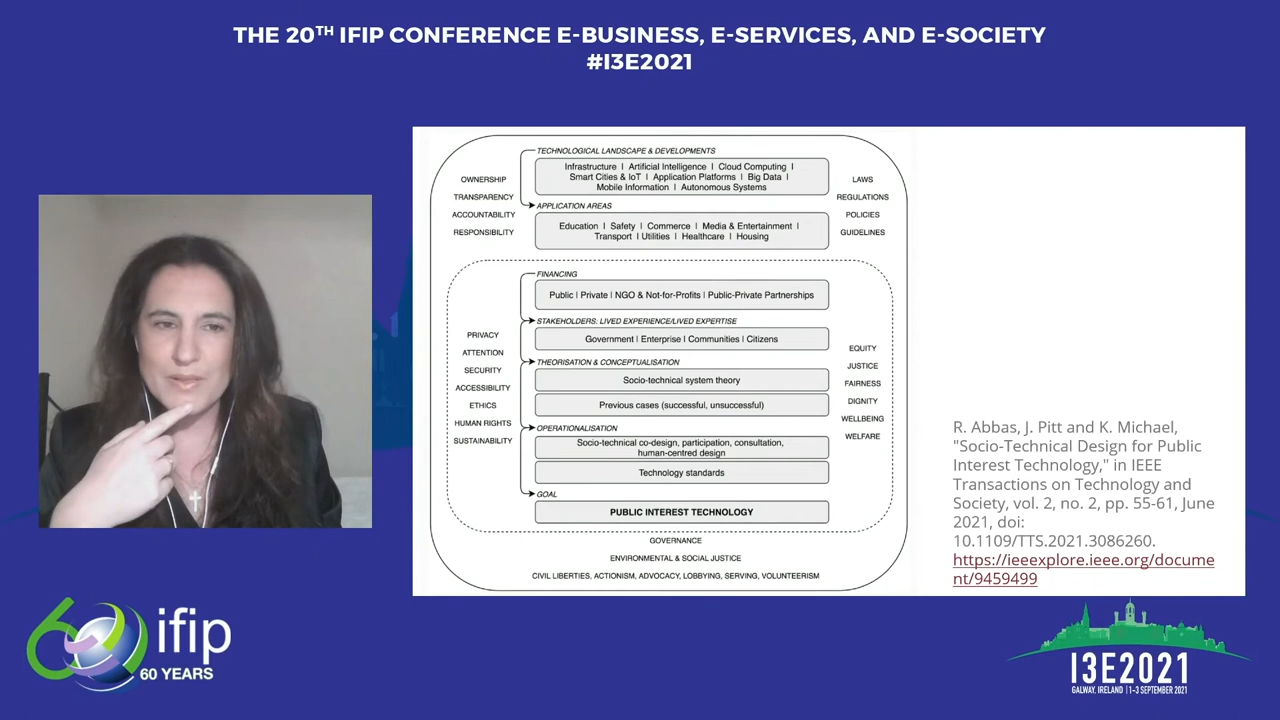 THE 20TH IFIP CONFERENCE E-BUSINESS, E-SERVICES, AND E-SOCIETY
#I3E2021
TECHNOLOGICAL LANDSCAPE & DEVELOPMENTS
Infrastructure I Artificial Intelligence I Cloud Computing I
Smart Cities & IoT I Application Platforms I Big Data I
Mobile Information I Autonomous Systems
OWNERSHIP
TRANSPARENCY
ACCOUNTABILITY
RESPONSIBILITY
LAWS
REGULATIONS
POLICIES
GUIDELINES
APPLICATION AREAS
Education I Safety I Commerce I Media & Entertainment I
Transport I Utilities I Healthcare I Housing
FINANCING
Public I Private I NGO & Not-for-Profits I Public-Private Partnerships
STAKEHOLDERS: LIVED EXPERIENCE/LIVED EXPERTISE
Government I Enterprise I Communities I Citizens
THEORISATION & CONCEPTUALISATION
Socio-technical system theory
Previous cases (successful, unsuccessful)
OPERATIONALISATION
Socio-technical co-design, participation, consultation,
human-centred design
Technology standards
GOAL
PUBLIC INTEREST TECHNOLOGY
PRIVACY
ATTENTION
SECURITY
ACCESSIBILITY
ETHICS
HUMAN RIGHTS
SUSTAINABILITY
EQUITY
JUSTICE
FAIRNESS
DIGNITY
WELLBEING
WELFARE
GOVERNANCE
ENVIRONMENTAL & SOCIAL JUSTICE
CIVIL LIBERTIES, ACTIONISM, ADVOCACY, LOBBYING, SERVING, VOLUNTEERISM
R. Abbas, J. Pitt and K. Michael,
"Socio-Technical Design for Public
Interest Technology," in IEEE
Transactions on Technology and
Society, vol. 2, no. 2, pp. 55-61, June
2021, doi:
10.1109/TTS.2021.3086260.
https://ieeexplore.ieee.org/docume
nt/9459499
60 ifip
60 YEARS
I3E2021
GALWAY, IRELAND | 1-3 SEPTEMBER 2021